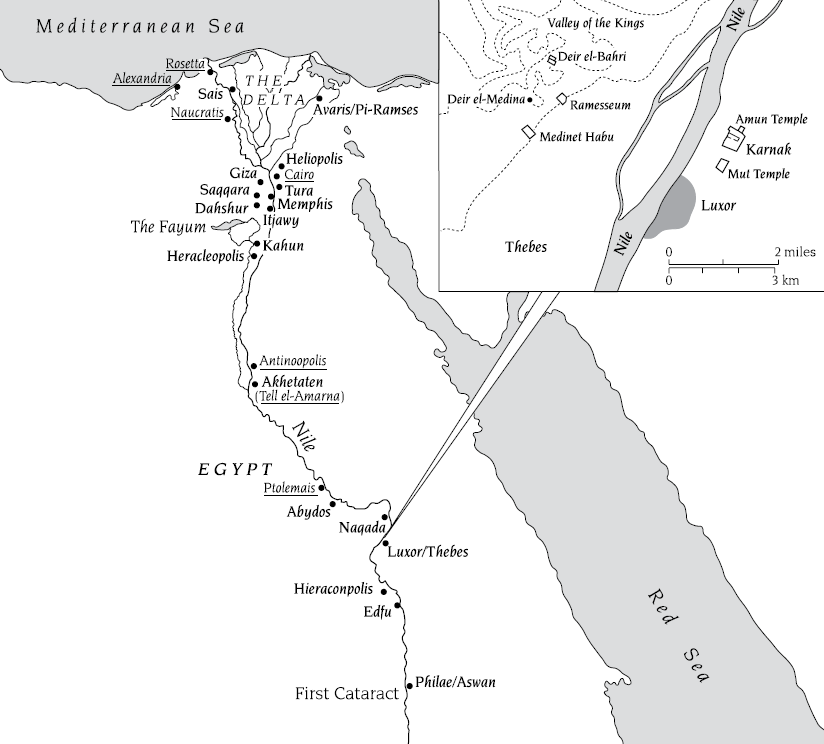 Mediterranean Sea
Rosetta
Alexandria
Sais
THE
DELTA
Naucratis
Avaris/Pi-Ramses
Heliopolis
Giza
Cairo
Saqqara
Tura
Dahshur
Memphis
Itjawy
The Fayum
Kahun
Heracleopolis
Antinoopolis
Akhetaten
(Tell el-Amarna)
Nile
EGYPT
Ptolemais
Abydos
Naqada
Luxor/Thebes
Hieraconpolis
Edfu
Philae/Aswan
First Cataract
Red Sea
Valley of the Kings
Nile
Deir el-Bahri
Deir el-Medina
Ramesseum
Medinet Habu
Amun Temple
Karnak
Mut Temple
Luxor
Nile
Thebes
0 2 miles
0 3 km